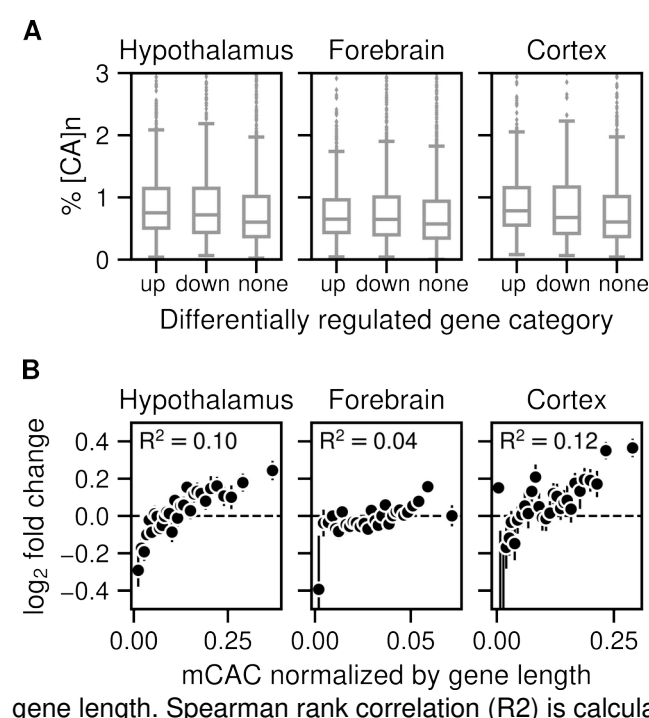 A
Hypothalamus Forebrain Cortex
% [CA]n
3
2
1
0
up down none up down none up down none
Differentially regulated gene category
B
Hypothalamus Forebrain Cortex
log₂ fold change
R² = 0.10 R² = 0.04 R² = 0.12
0.4
0.2
0.0
−0.2
−0.4
0.00 0.25 0.00 0.05 0.00 0.25
mCAC normalized by gene length
gene length. Spearman rank correlation (R2) is calcula